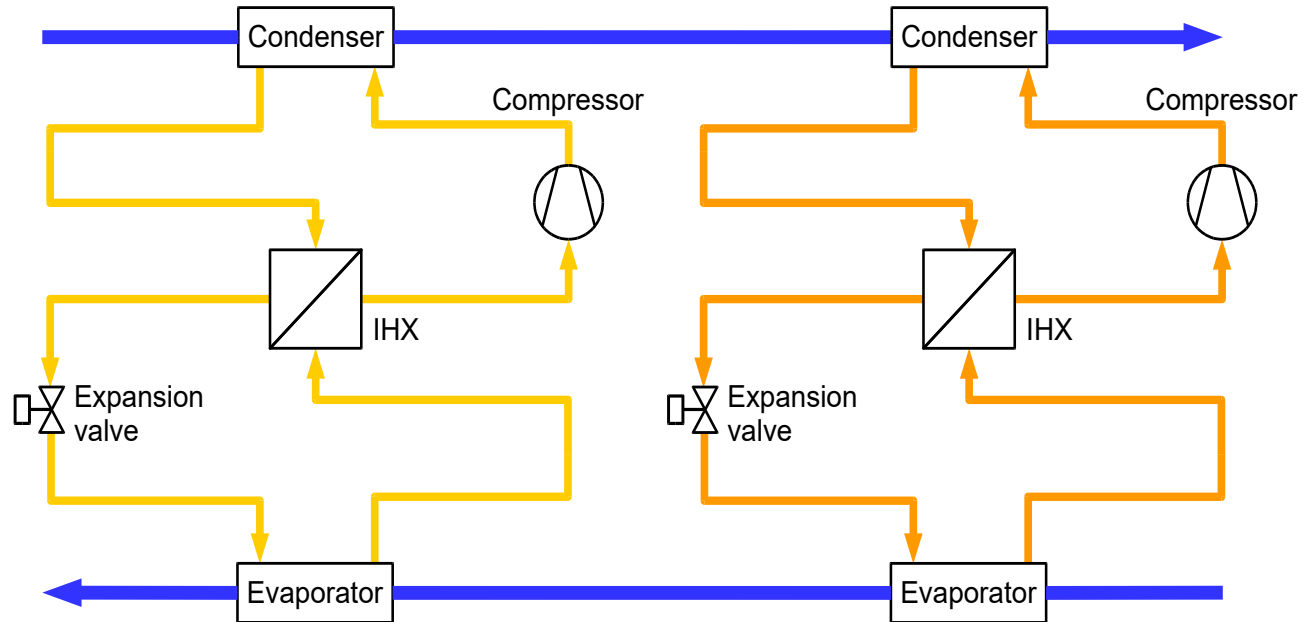 Condenser
Condenser
Compressor
Compressor
IHX
IHX
Expansion
valve
Expansion
valve
Evaporator
Evaporator